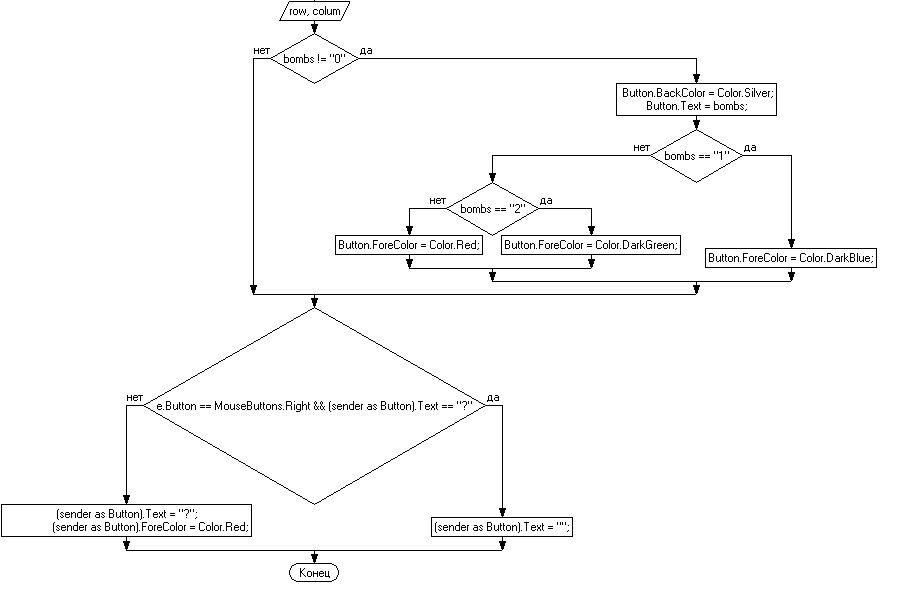 row, colum
нет
да
bombs != "0"
Button.BackColor = Color.Silver;
Button.Text = bombs;
нет
да
bombs == "1"
нет
да
bombs == "2"
Button.ForeColor = Color.Red;
Button.ForeColor = Color.DarkGreen;
Button.ForeColor = Color.DarkBlue;
нет
да
e.Button == MouseButtons.Right && (sender as Button).Text == "?"
(sender as Button).Text = "?";
(sender as Button).ForeColor = Color.Red;
(sender as Button).Text = "";
Конец